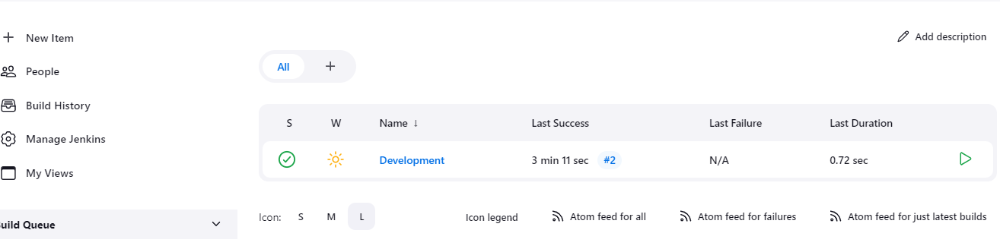 New Item
People
Build History
Manage Jenkins
My Views
uild Queue
Add description
All +
S W Name ↓ Last Success Last Failure Last Duration
Development 3 min 11 sec #2 N/A 0.72 sec
Icon: S M L Icon legend Atom feed for all Atom feed for failures Atom feed for just latest builds